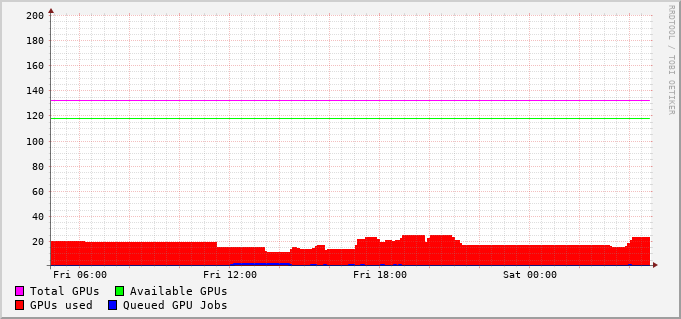 200
180
160
140
120
100
80
60
40
20
Fri 06:00 Fri 12:00 Fri 18:00 Sat 00:00
Total GPUs Available GPUs
GPUs used Queued GPU Jobs
RRDTOOL / TOBI OETIKER